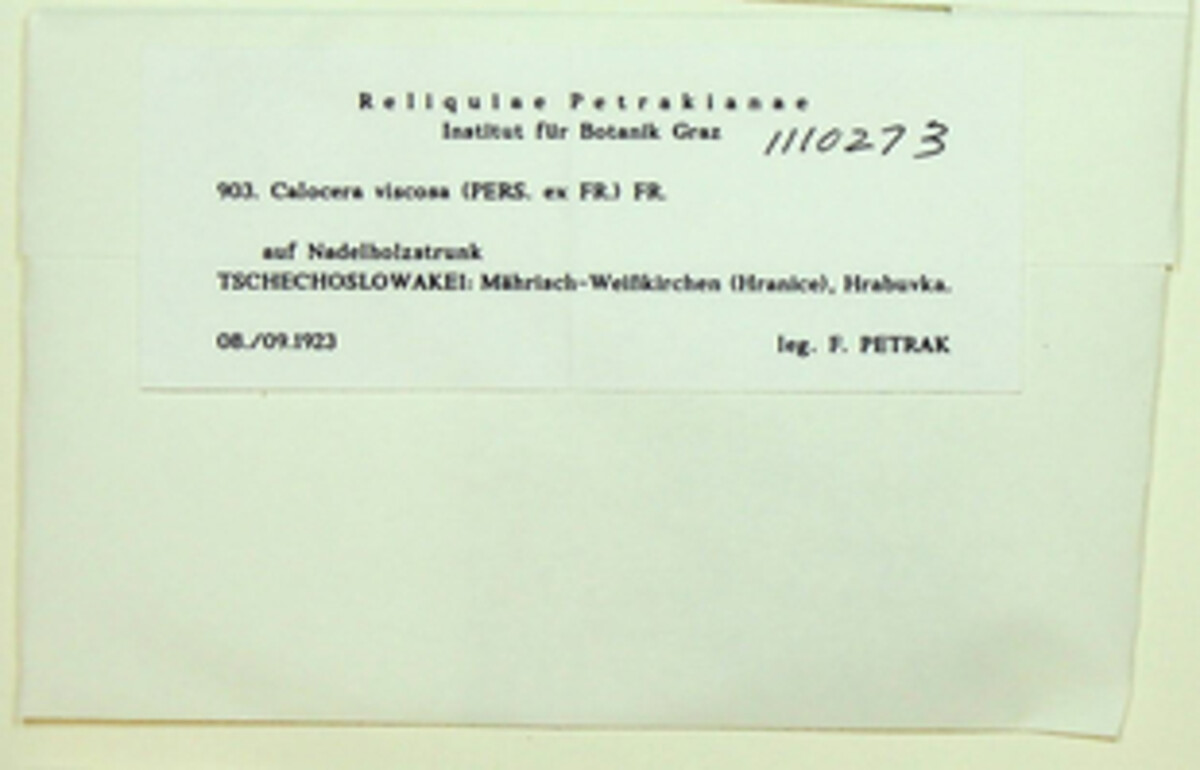 Reliquiae Petrakianae
Institut für Botanik Graz
1110273
903. Calocera viscosa (PERS. ex FR.) FR.
auf Nadelholzstrunk
TSCHECHOSLOWAKEI: Mährisch-Weißkirchen (Hranice), Hrabuvka.
08./09.1923 leg. F. PETRAK